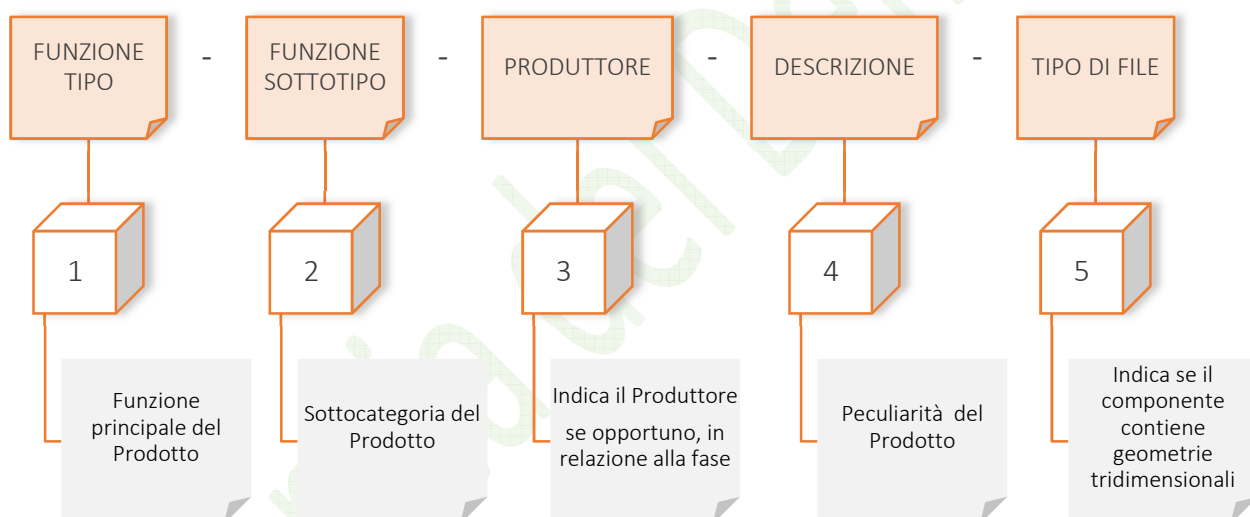 FUNZIONE
TIPO
-
FUNZIONE
SOTTOTIPO
-
PRODUTTORE
-
DESCRIZIONE
-
TIPO DI FILE
1
2
3
4
5
Funzione
principale del
Prodotto
Sottocategoria del
Prodotto
Indica il Produttore
se opportuno, in
relazione alla fase
Peculiarità del
Prodotto
Indica se il
componente
contiene
geometrie
tridimensionali